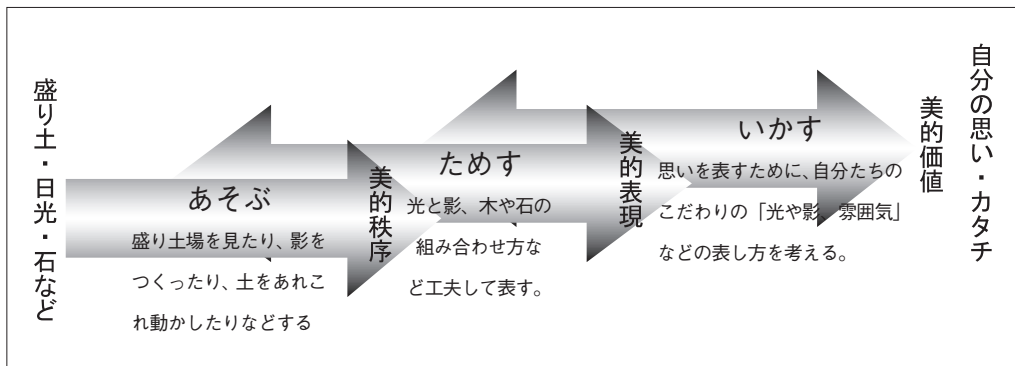 盛り土・日光・石など
あそぶ
盛り土場を見たり、影を
つくったり、土をあれこ
れ動かしたりなどする
美的秩序
ためす
光と影、木や石の
組み合わせ方な
ど工夫して表す。
美的表現
いかす
思いを表すために、自分たちの
こだわりの「光や影、雰囲気」
などの表し方を考える。
美的価値
自分の思い・カタチ